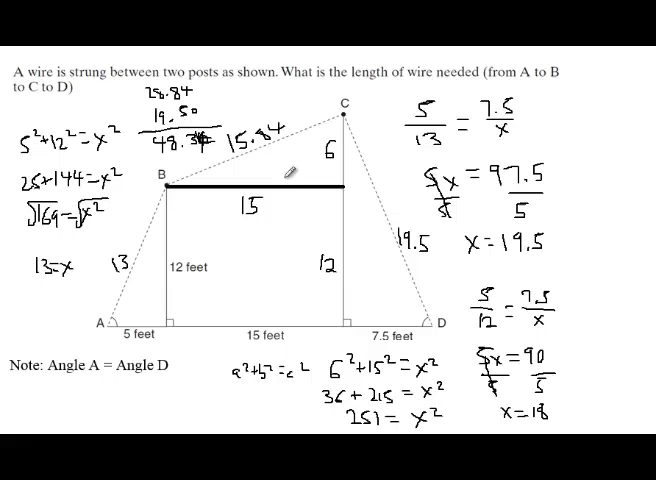 A wire is strung between two posts as shown. What is the length of wire needed (from A to B
to C to D)
28.84
19.50
48.34
5²+12²=x²
25+144=x²
√169=√x²
13=x
13
15.84
B
C
6
15
12 feet
12
19.5
A
D
5 feet
15 feet
7.5 feet
Note: Angle A = Angle D
a²+b²=c²
6²+15²=x²
36+215=x²
251=x²
5/13=7.5/x
5x=97.5
5 5
x=19.5
5/12=7.5/x
5x=90
5 5
x=18